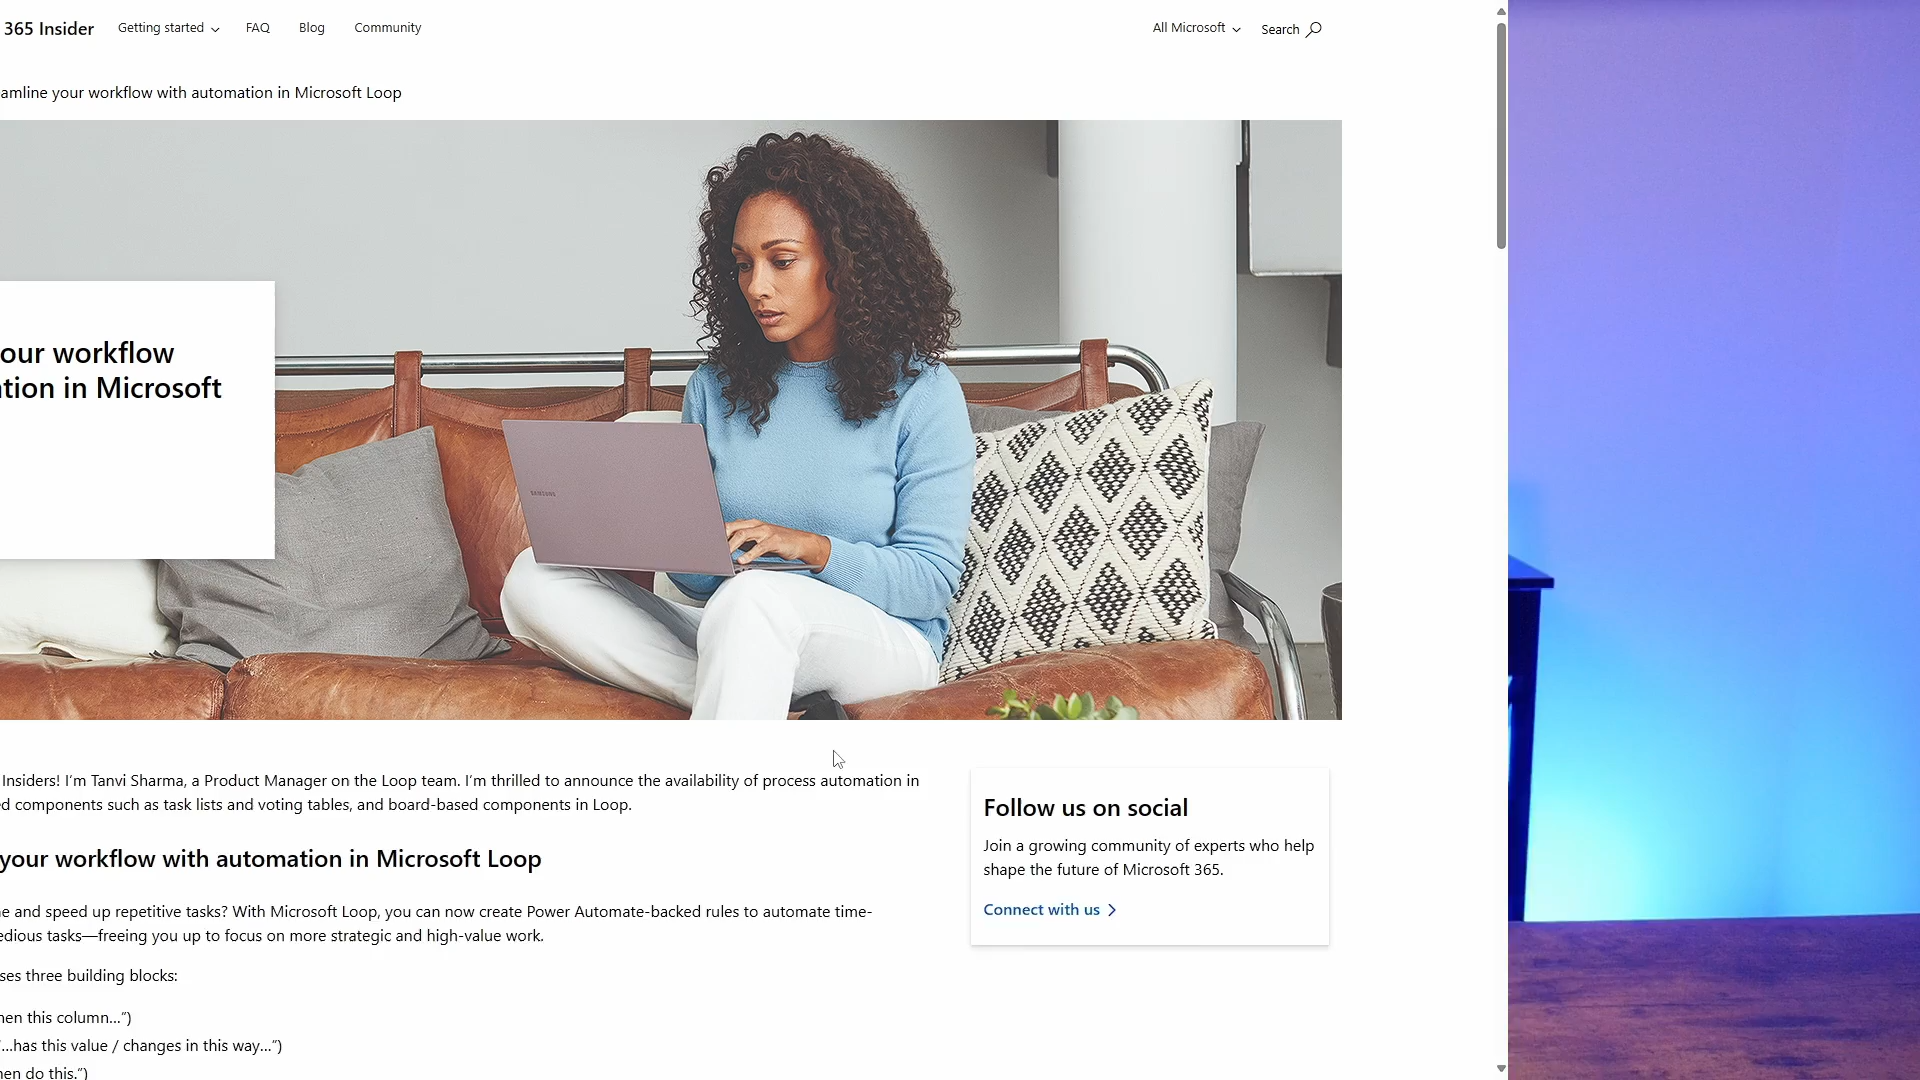 365 Insider
Getting started
FAQ
Blog
Community
All Microsoft
Search
amline your workflow with automation in Microsoft Loop
our workflow
tion in Microsoft
SAMSUNG
Insiders! I'm Tanvi Sharma, a Product Manager on the Loop team. I'm thrilled to announce the availability of process automation in
d components such as task lists and voting tables, and board-based components in Loop.
your workflow with automation in Microsoft Loop
e and speed up repetitive tasks? With Microsoft Loop, you can now create Power Automate-backed rules to automate time-
edious tasks—freeing you up to focus on more strategic and high-value work.
ses three building blocks:
hen this column…")
"…has this value / changes in this way…")
hen do this.")
Follow us on social
Join a growing community of experts who help
shape the future of Microsoft 365.
Connect with us